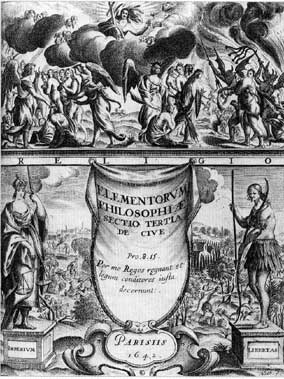 RELIGIO
ELEMENTORVM
PHILOSOPHIÆ
SECTIO TERTIA
DE CIVE
Pro. 8. 15.
Per me Reges regnant et
legum conditores iusta
decernunt.
IMPERIUM
LIBERTAS
PARISIIS
1642.